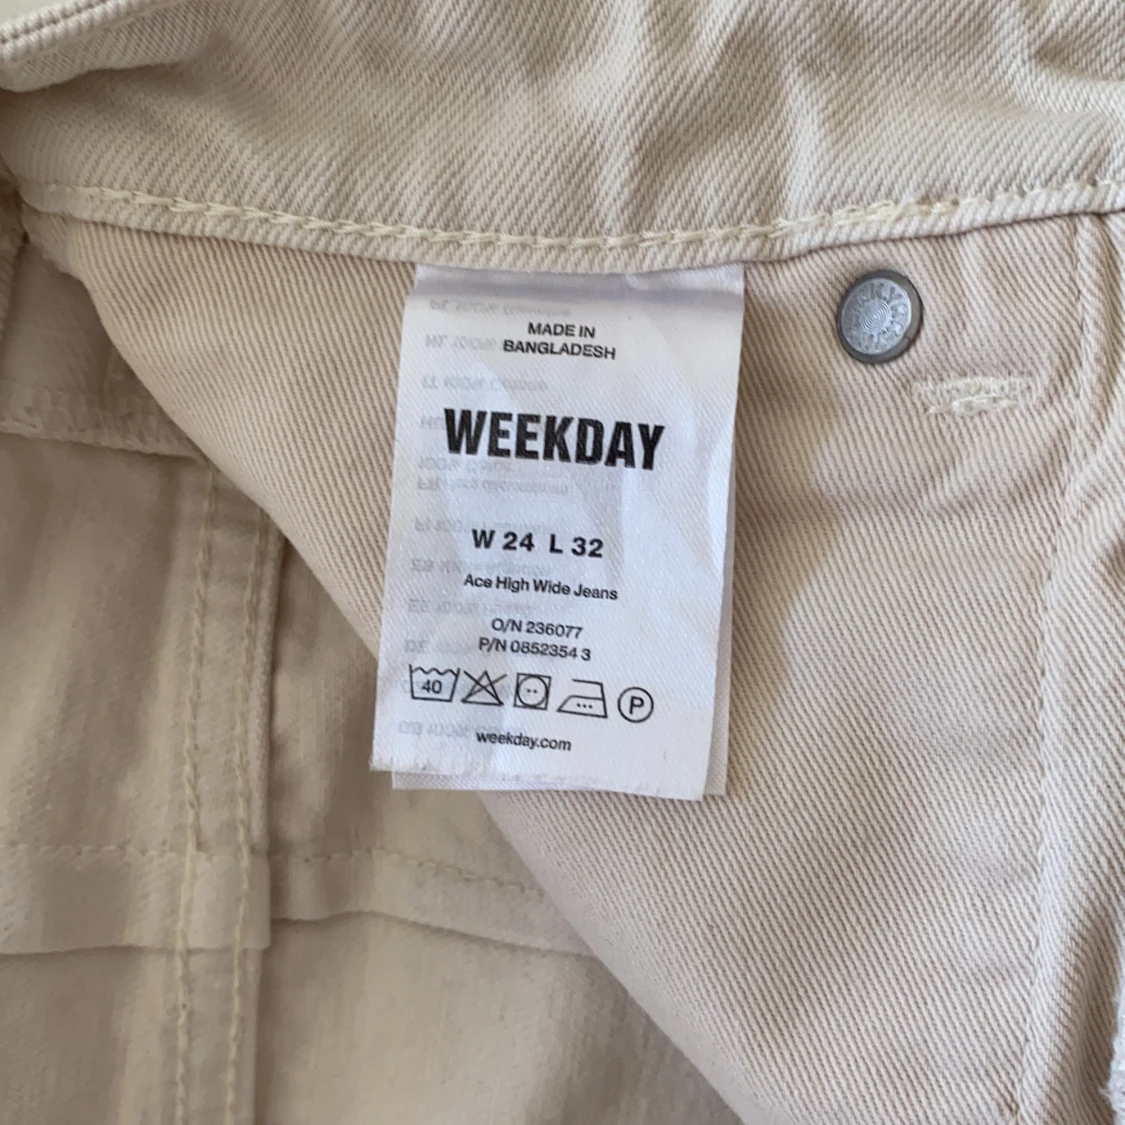 MADE IN
BANGLADESH
WEEKDAY
W 24 L 32
Ace High Wide Jeans
O/N 236077
P/N 0852354 3
40
P
weekday.com